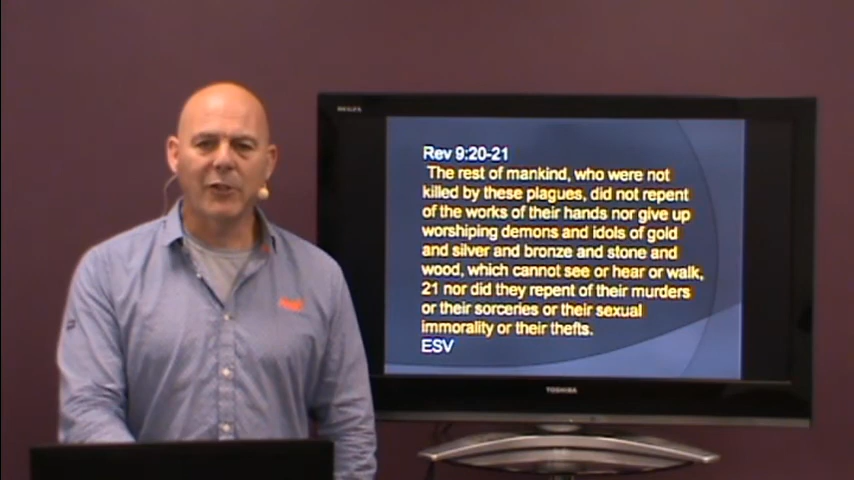 Rev 9:20-21
The rest of mankind, who were not
killed by these plagues, did not repent
of the works of their hands nor give up
worshiping demons and idols of gold
and silver and bronze and stone and
wood, which cannot see or hear or walk,
21 nor did they repent of their murders
or their sorceries or their sexual
immorality or their thefts.
ESV
TOSHIBA